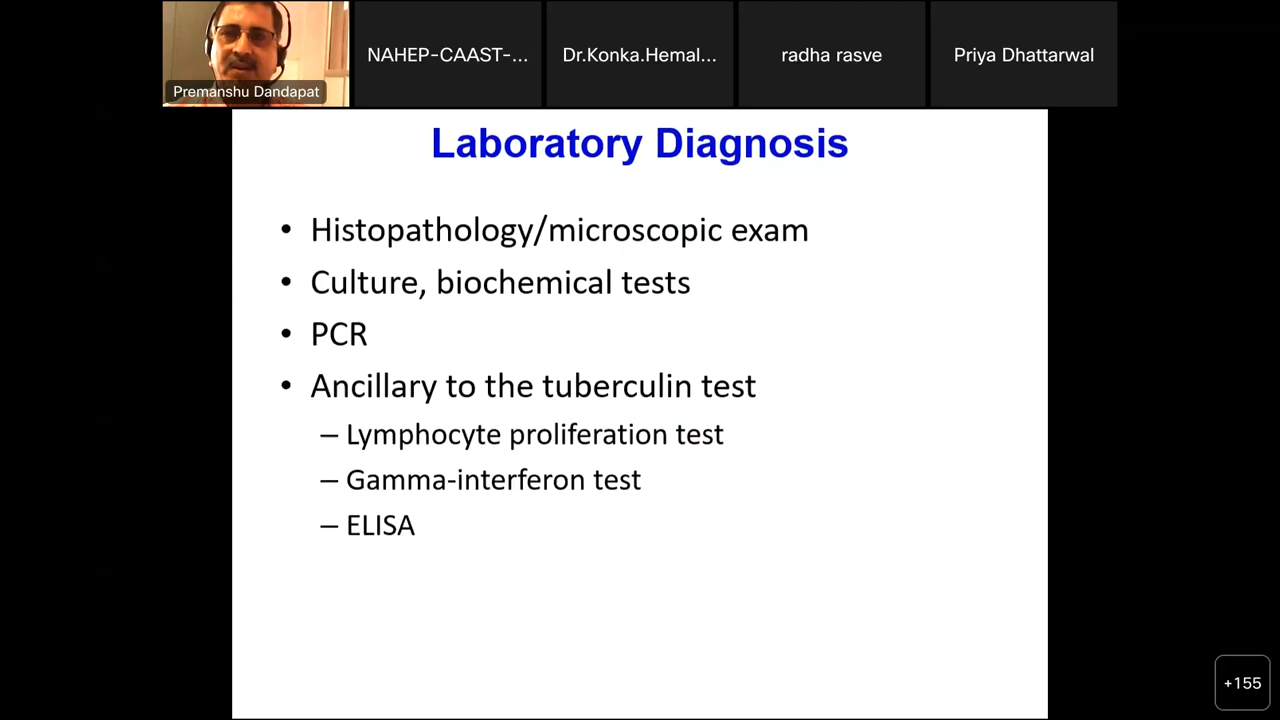 Premanshu Dandapat
NAHEP-CAAST-...
Dr.Konka.Hemal...
radha rasve
Priya Dhattarwal
Laboratory Diagnosis
• Histopathology/microscopic exam
• Culture, biochemical tests
• PCR
• Ancillary to the tuberculin test
– Lymphocyte proliferation test
– Gamma-interferon test
– ELISA
+155